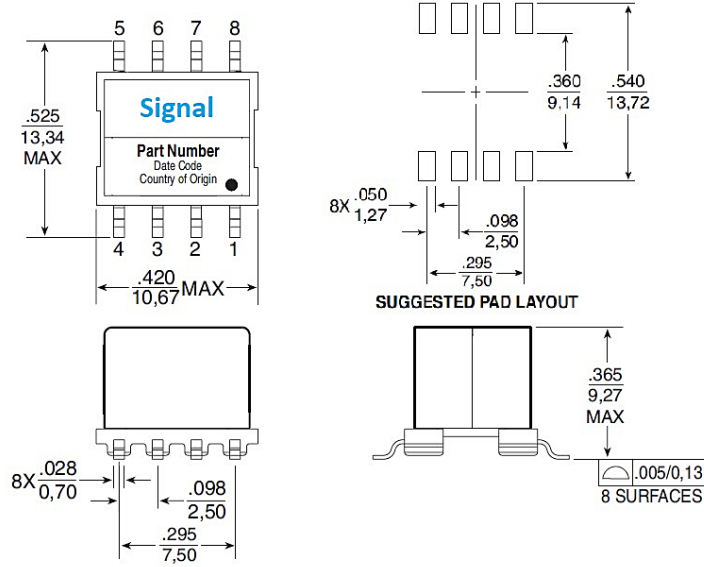 5 6 7 8
.525
13,34
MAX
Signal
Part Number
Date Code
Country of Origin
4 3 2 1
.420
10,67 MAX
.360
9,14
.540
13,72
8X .050
1,27
.098
2,50
.295
7,50
SUGGESTED PAD LAYOUT
8X .028
0,70
.098
2,50
.295
7,50
.365
9,27
MAX
.005/0,13
8 SURFACES